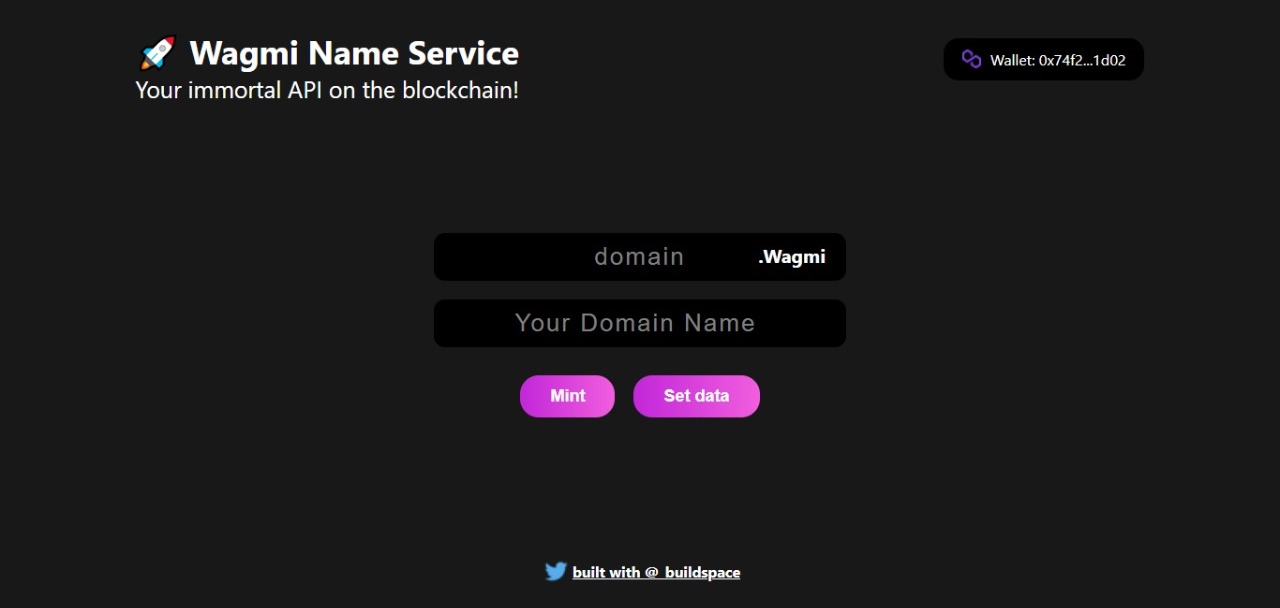 Wagmi Name Service
Your immortal API on the blockchain!
Wallet: 0x74f2...1d02
domain .Wagmi
Your Domain Name
Mint Set data
built with @_buildspace